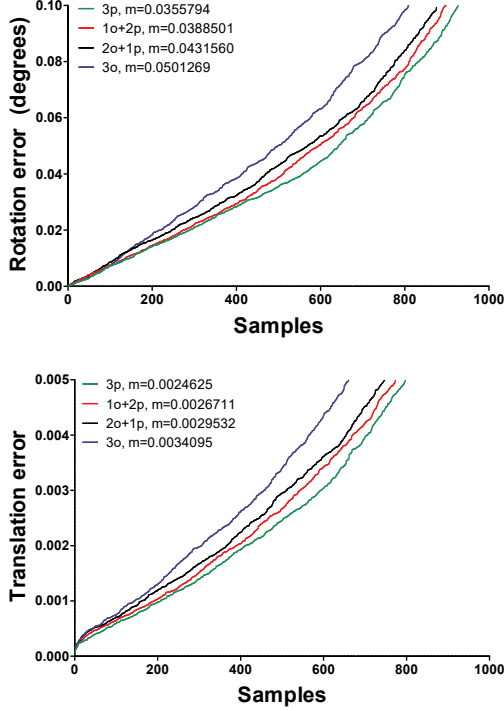 0.10
3p, m=0.0355794
1o+2p, m=0.0388501
2o+1p, m=0.0431560
3o, m=0.0501269
0.08
0.06
0.04
0.02
0.00
Rotation error (degrees)
0 200 400 600 800 1000
Samples
0.005
3p, m=0.0024625
1o+2p, m=0.0026711
2o+1p, m=0.0029532
3o, m=0.0034095
0.004
0.003
0.002
0.001
0.000
Translation error
0 200 400 600 800 1000
Samples